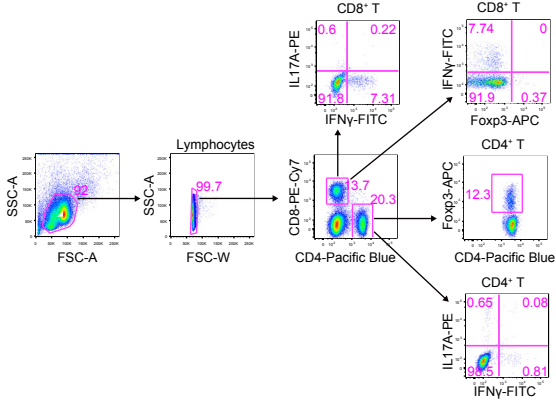 CD8⁺ T
0.6 0.22
91.8 7.31
IL17A-PE
IFNγ-FITC
CD8⁺ T
7.74 0
91.9 0.37
IFNγ-FITC
Foxp3-APC
92
SSC-A
FSC-A
Lymphocytes
99.7
SSC-A
FSC-W
13.7
20.3
CD8-PE-Cy7
CD4-Pacific Blue
CD4⁺ T
12.3
Foxp3-APC
CD4-Pacific Blue
CD4⁺ T
0.65 0.08
98.5 0.81
IL17A-PE
IFNγ-FITC